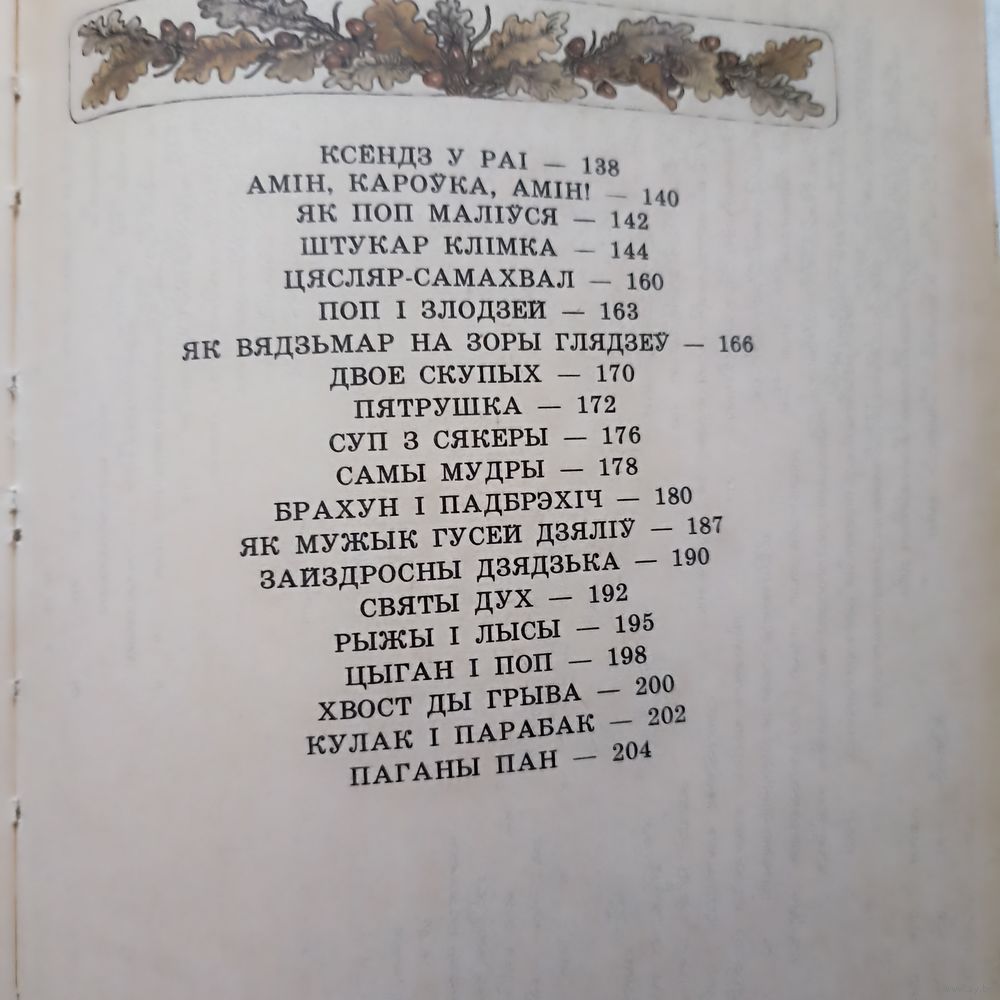 КСЁНДЗ У РАІ — 138
АМІН, КАРОЎКА, АМІН! — 140
ЯК ПОП МАЛІЎСЯ — 142
ШТУКАР КЛІМКА — 144
ЦЯСЛЯР-САМАХВАЛ — 160
ПОП І ЗЛОДЗЕЙ — 163
ЯК ВЯДЗЬМАР НА ЗОРЫ ГЛЯДЗЕЎ — 166
ДВОЕ СКУПЫХ — 170
ПЯТРУШКА — 172
СУП З СЯКЕРЫ — 176
САМЫ МУДРЫ — 178
БРАХУН І ПАДБРЭХІЧ — 180
ЯК МУЖЫК ГУСЕЙ ДЗЯЛІЎ — 187
ЗАЙЗДРОСНЫ ДЗЯДЗЬКА — 190
СВЯТЫ ДУХ — 192
РЫЖЫ І ЛЫСЫ — 195
ЦЫГАН І ПОП — 198
ХВОСТ ДЫ ГРЫВА — 200
КУЛАК І ПАРАБАК — 202
ПАГАНЫ ПАН — 204